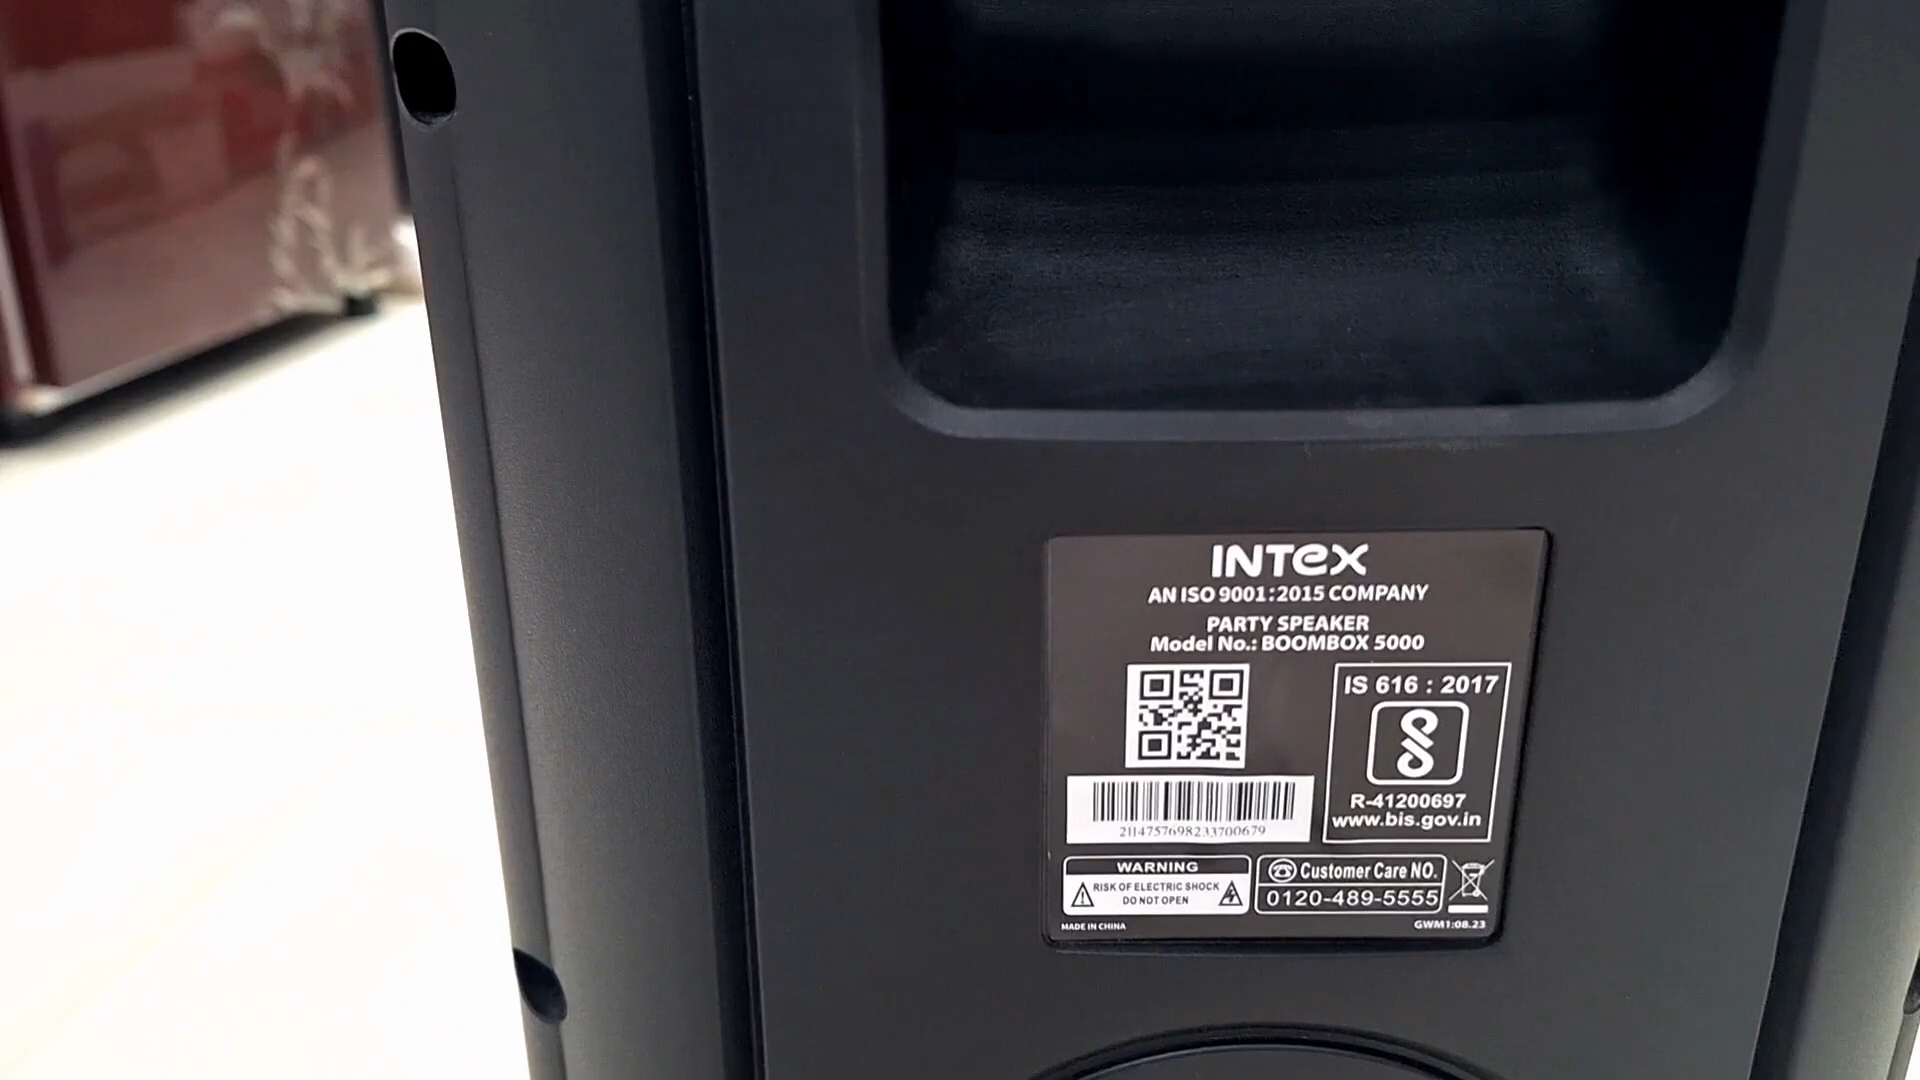 INTEX
AN ISO 9001:2015 COMPANY
PARTY SPEAKER
Model No.: BOOMBOX 5000
IS 616 : 2017
R-41200697
www.bis.gov.in
2114757698233700679
WARNING
RISK OF ELECTRIC SHOCK
DO NOT OPEN
Customer Care NO.
0120-489-5555
MADE IN CHINA
GWM1:08.23